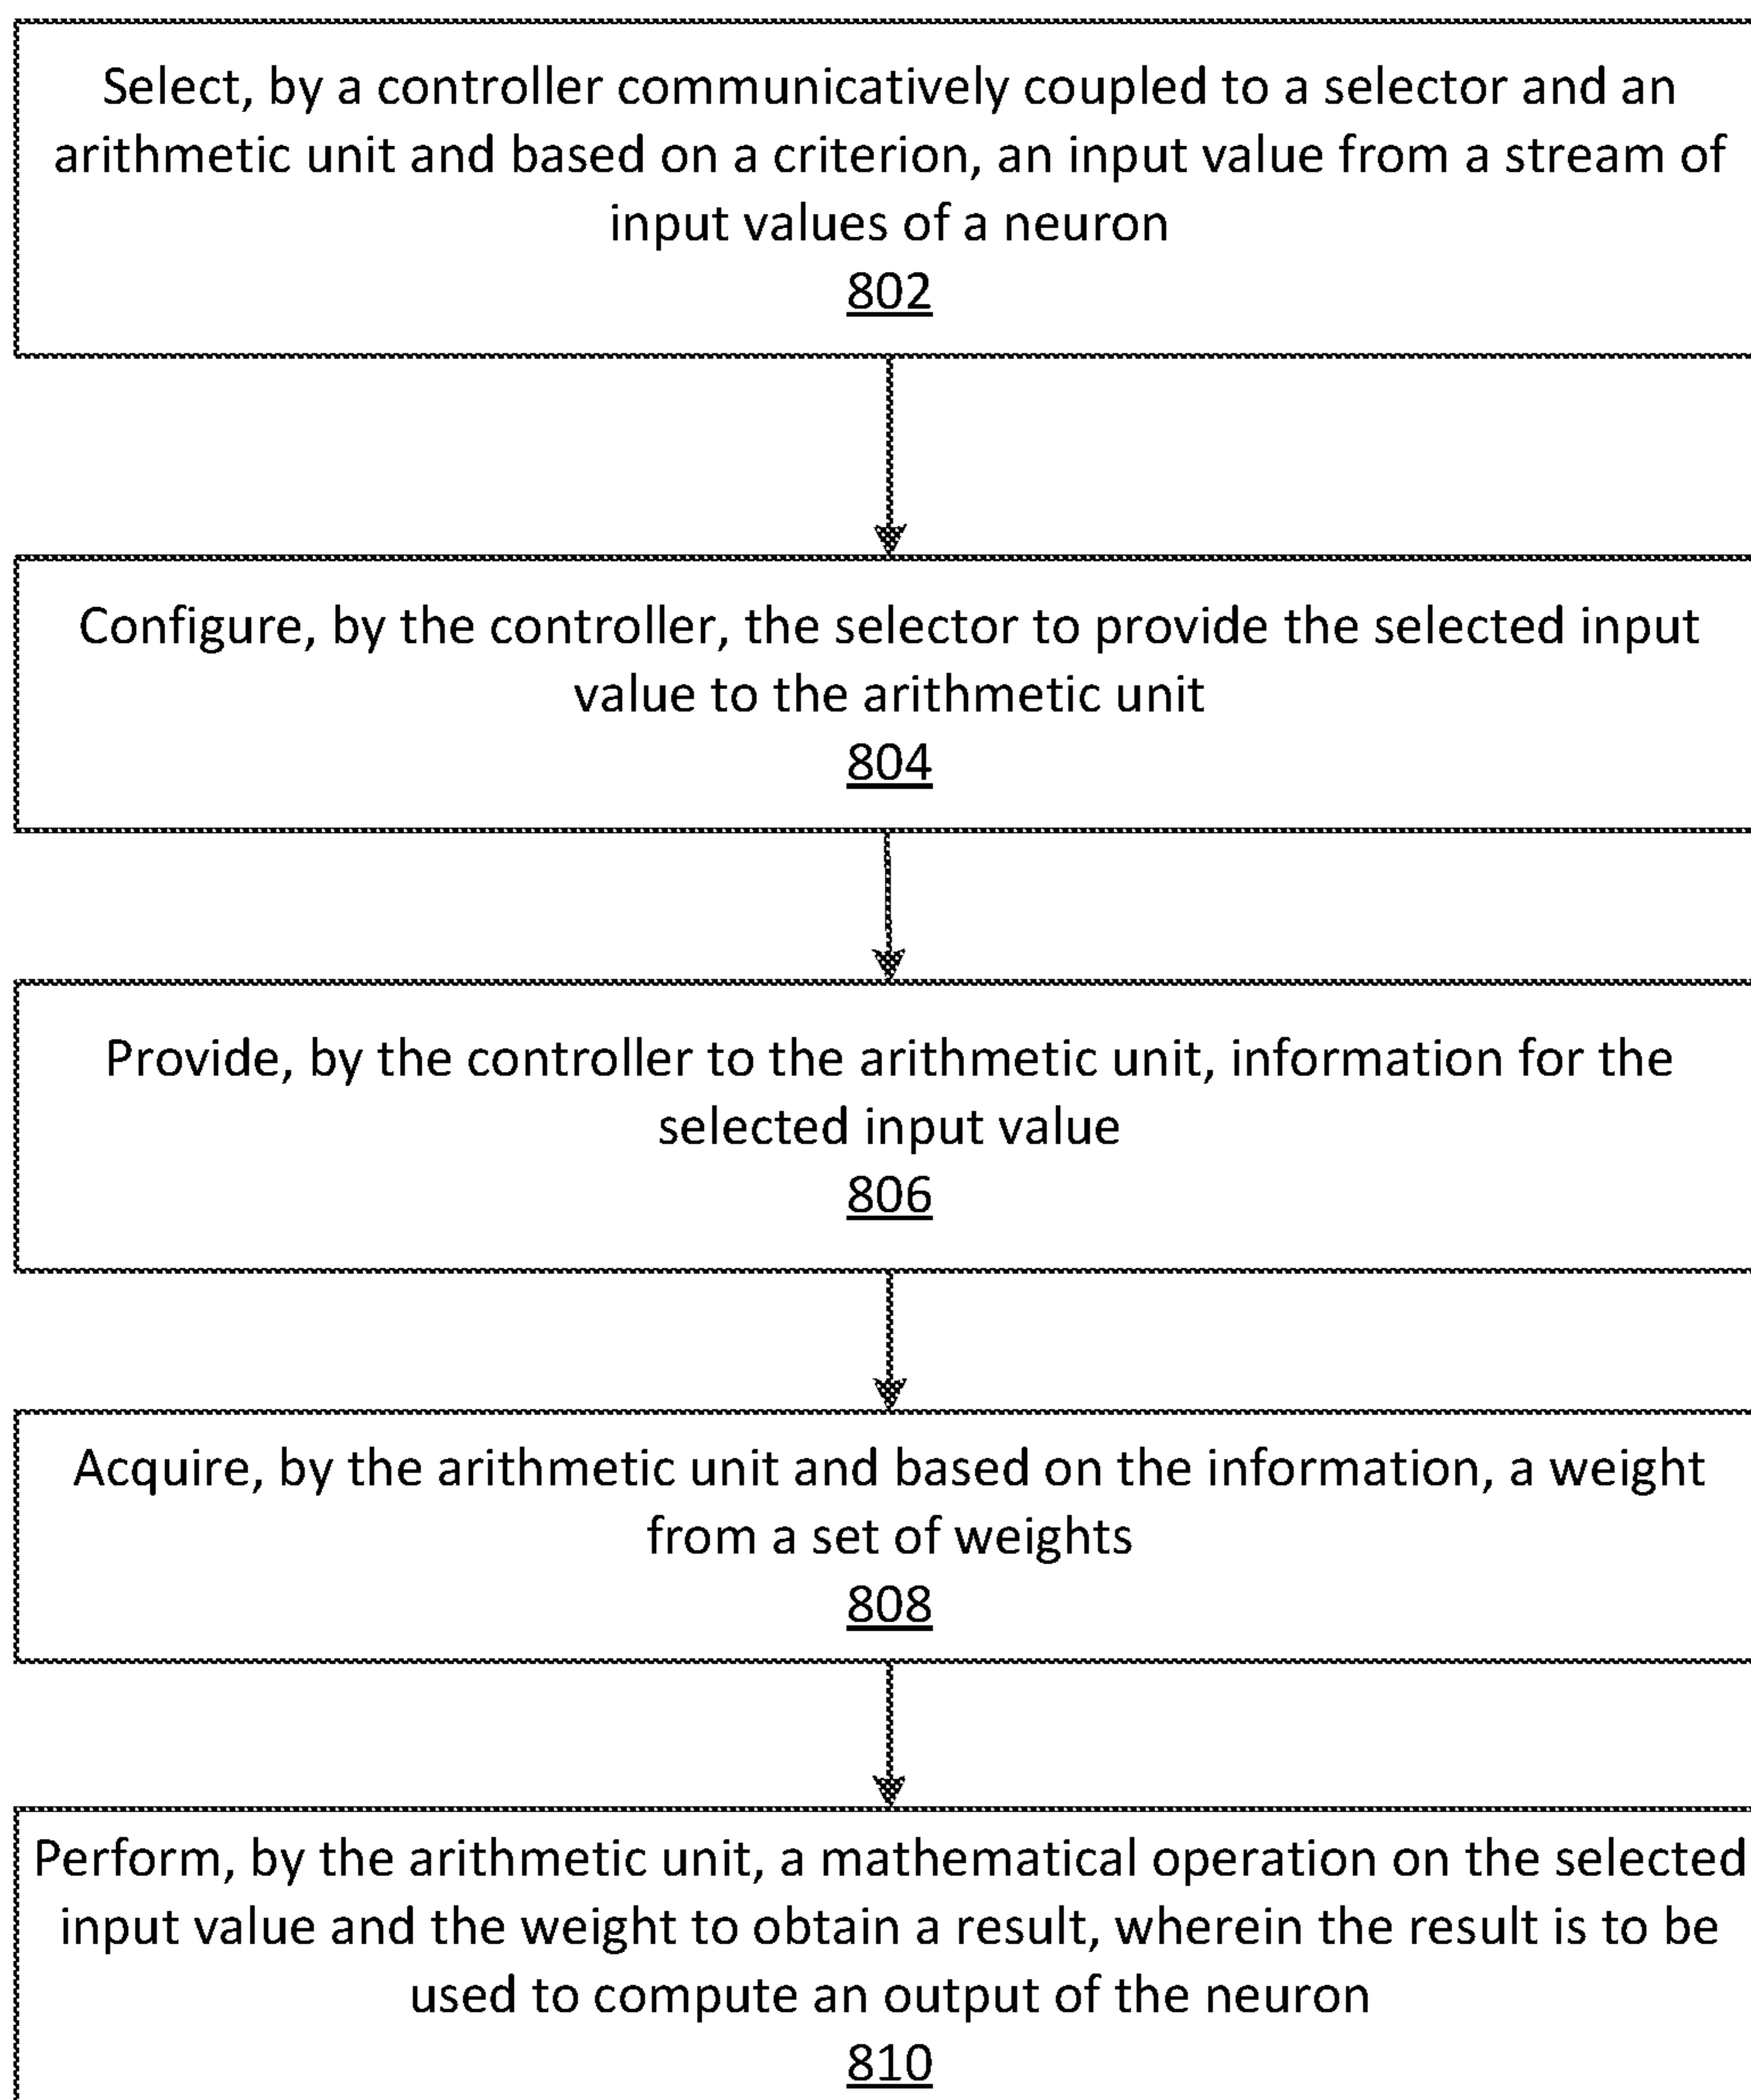 Select, by a controller communicatively coupled to a selector and an
arithmetic unit and based on a criterion, an input value from a stream of
input values of a neuron
802
Configure, by the controller, the selector to provide the selected input
value to the arithmetic unit
804
Provide, by the controller to the arithmetic unit, information for the
selected input value
806
Acquire, by the arithmetic unit and based on the information, a weight
from a set of weights
808
Perform, by the arithmetic unit, a mathematical operation on the selected
input value and the weight to obtain a result, wherein the result is to be
used to compute an output of the neuron
810